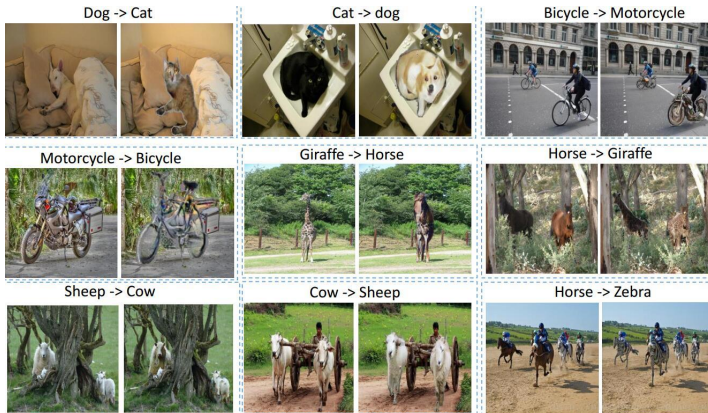 Dog -> Cat
Cat -> dog
Bicycle -> Motorcycle
Motorcycle -> Bicycle
Giraffe -> Horse
Horse -> Giraffe
Sheep -> Cow
Cow -> Sheep
Horse -> Zebra